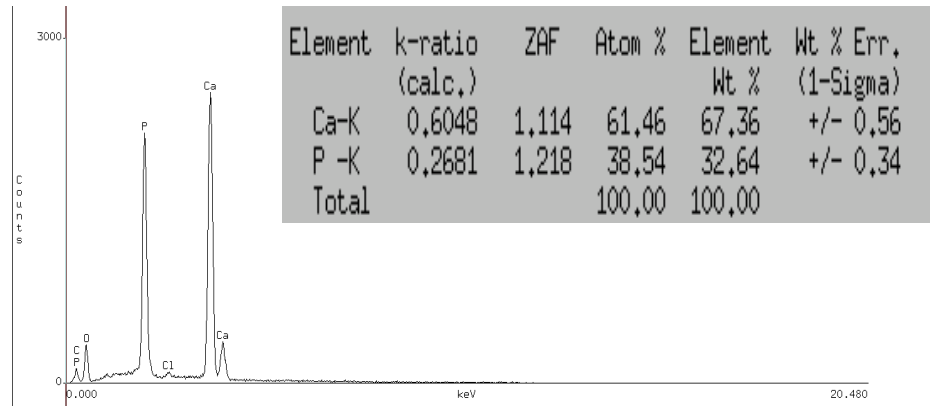 3000
Element k-ratio ZAF Atom % Element Wt % Err.
(calc.) Wt % (1-Sigma)
Ca-K 0.6048 1.114 61.46 67.36 +/- 0.56
P -K 0.2681 1.218 38.54 32.64 +/- 0.34
Total 100.00 100.00
Counts
Ca
P
Ca
O
C
P
Cl
0
0.000 keV 20.480